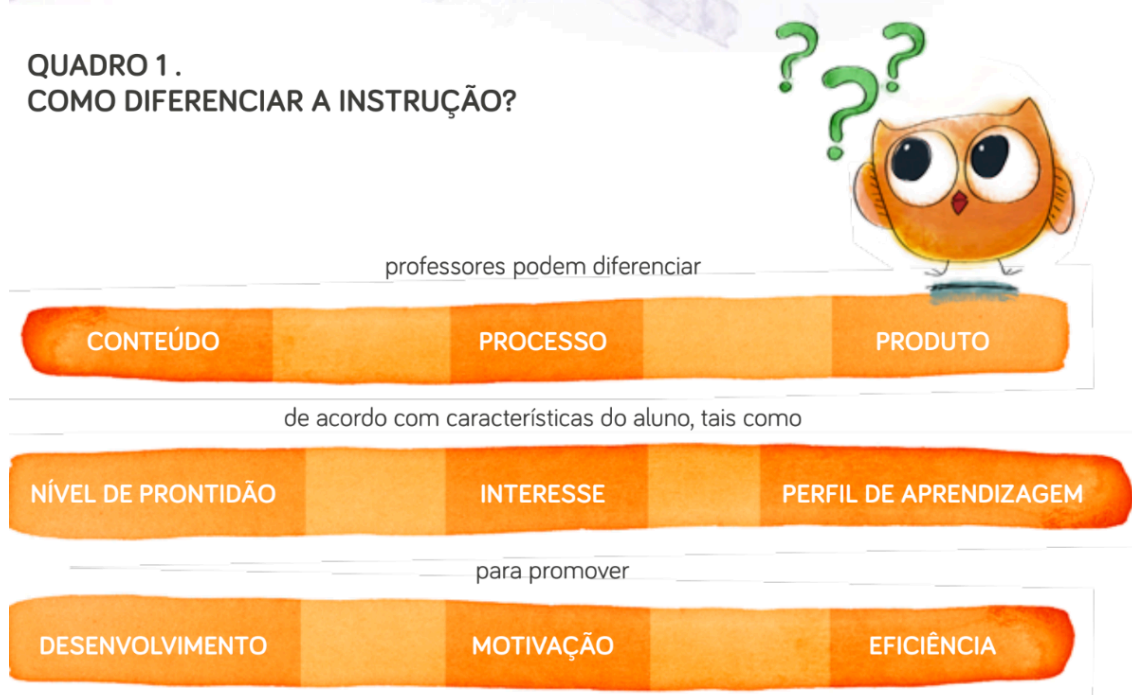 QUADRO 1 .
COMO DIFERENCIAR A INSTRUÇÃO?
? ? ?
professores podem diferenciar
CONTEÚDO PROCESSO PRODUTO
de acordo com características do aluno, tais como
NÍVEL DE PRONTIDÃO INTERESSE PERFIL DE APRENDIZAGEM
para promover
DESENVOLVIMENTO MOTIVAÇÃO EFICIÊNCIA